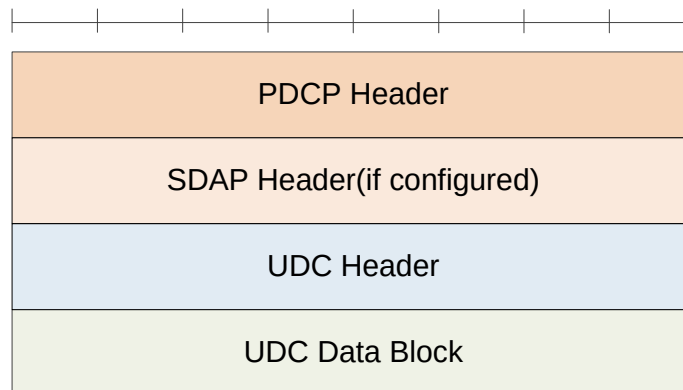 PDCP Header
SDAP Header(if configured)
UDC Header
UDC Data Block